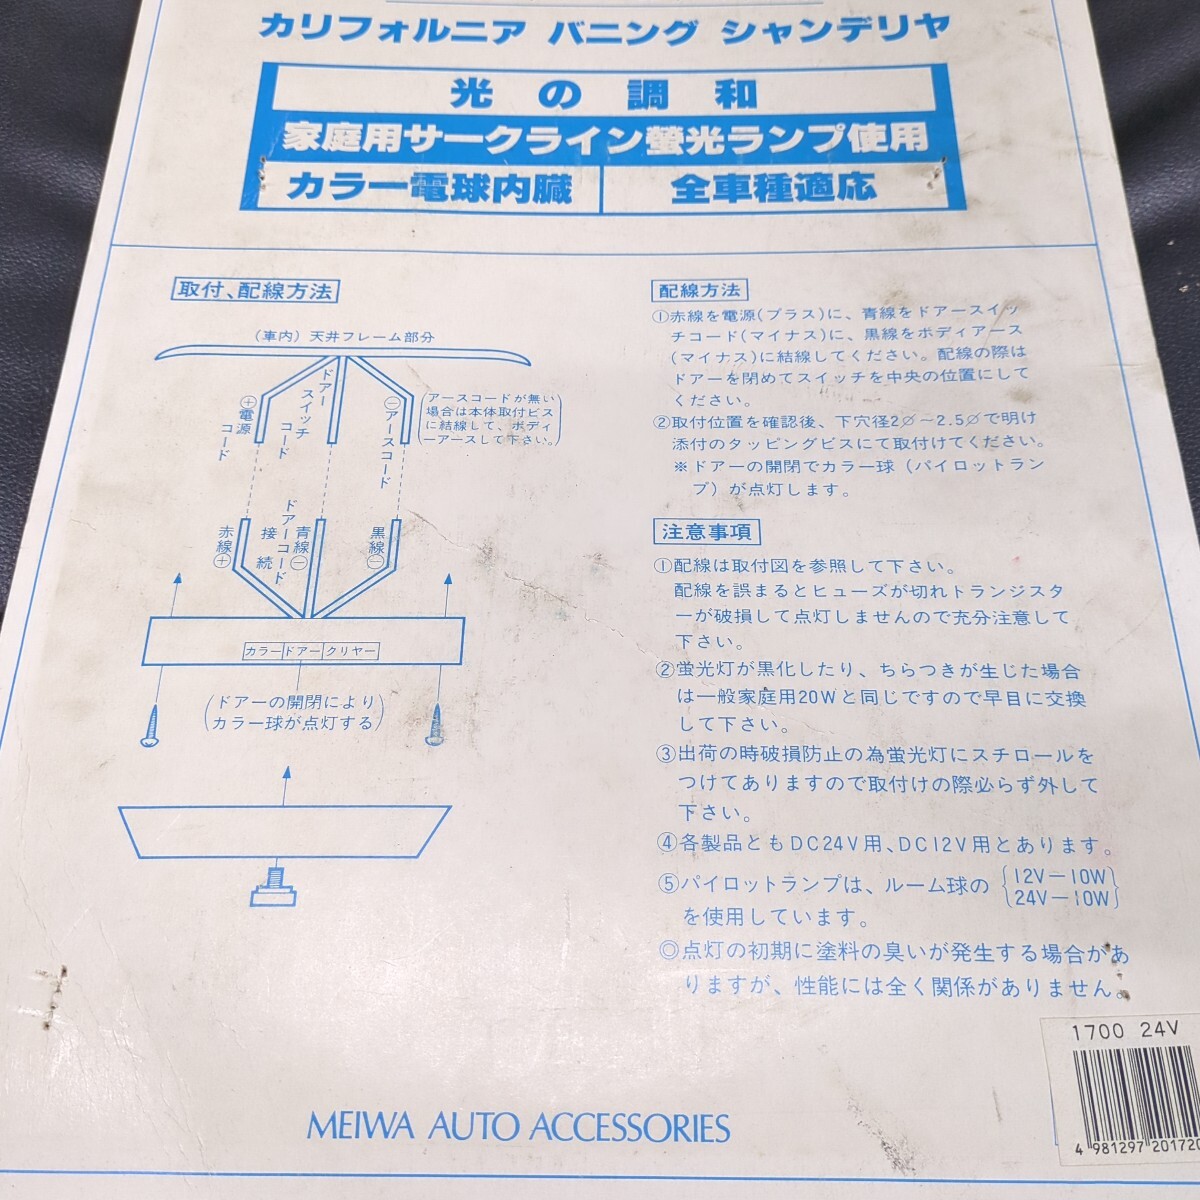 カリフォルニア バニング シャンデリヤ
光の調和
家庭用サークライン螢光ランプ使用
カラー電球内臓
全車種適応
取付、配線方法
(車内) 天井フレーム部分
⊕電源コード
ドアースイッチコード
⊖アースコード
(アースコードが無い
場合は本体取付ビス
に結線して、ボディ
ーアースして下さい。)
赤線⊕
ドアーコード接続
青線⊖
黒線⊖
カラー ドアー クリヤー
(ドアーの開閉により
カラー球が点灯する)
配線方法
①赤線を電源(プラス)に、青線をドアースイッ
チコード(マイナス)に、黒線をボディアース
(マイナス)に結線してください。配線の際は
ドアーを閉めてスイッチを中央の位置にして
ください。
②取付位置を確認後、下穴径2∅～2.5∅で明け
添付のタッピングビスにて取付けてください。
※ドアーの開閉でカラー球(パイロットラン
プ)が点灯します。
注意事項
①配線は取付図を参照して下さい。
配線を誤まるとヒューズが切れトランジスタ
ーが破損して点灯しませんので充分注意して
下さい。
②蛍光灯が黒化したり、ちらつきが生じた場合
は一般家庭用20Wと同じですので早目に交換
して下さい。
③出荷の時破損防止の為蛍光灯にスチロールを
つけてありますので取付けの際必らず外して
下さい。
④各製品ともDC24V用、DC12V用とあります。
⑤パイロットランプは、ルーム球の{12V－10W
24V－10W}
を使用しています。
◎点灯の初期に塗料の臭いが発生する場合があ
りますが、性能には全く関係がありません。
1700 24V
4 981297 201720
MEIWA AUTO ACCESSORIES